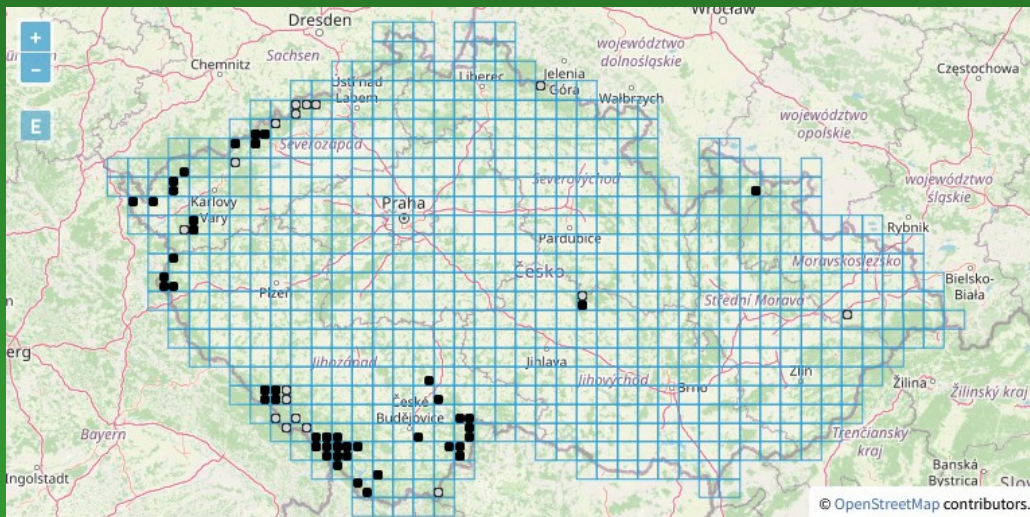 Wrocław
Dresden
+
województwo
dolnośląskie
Sachsen
–
Chemnitz
Częstochowa
Liberec
Jelenia
Góra
Ústí nad
Labem
Wałbrzych
E
województwo
opolskie
Severozápad
Severovýchod
województwo
śląskie
Karlovy
Vary
Praha
Rybnik
Pardubice
Moravskoslezsko
Česko
Bielsko-
Biała
Plzeň
Střední Morava
erg
Jihozápad
Jihlava
Zlín
Jihovýchod
Brno
Žilina
České
Budějovice
Žilinský kraj
Bayern
Trenčiansky
kraj
Ingolstadt
Banská
Bystrica
Slov
© OpenStreetMap contributors.